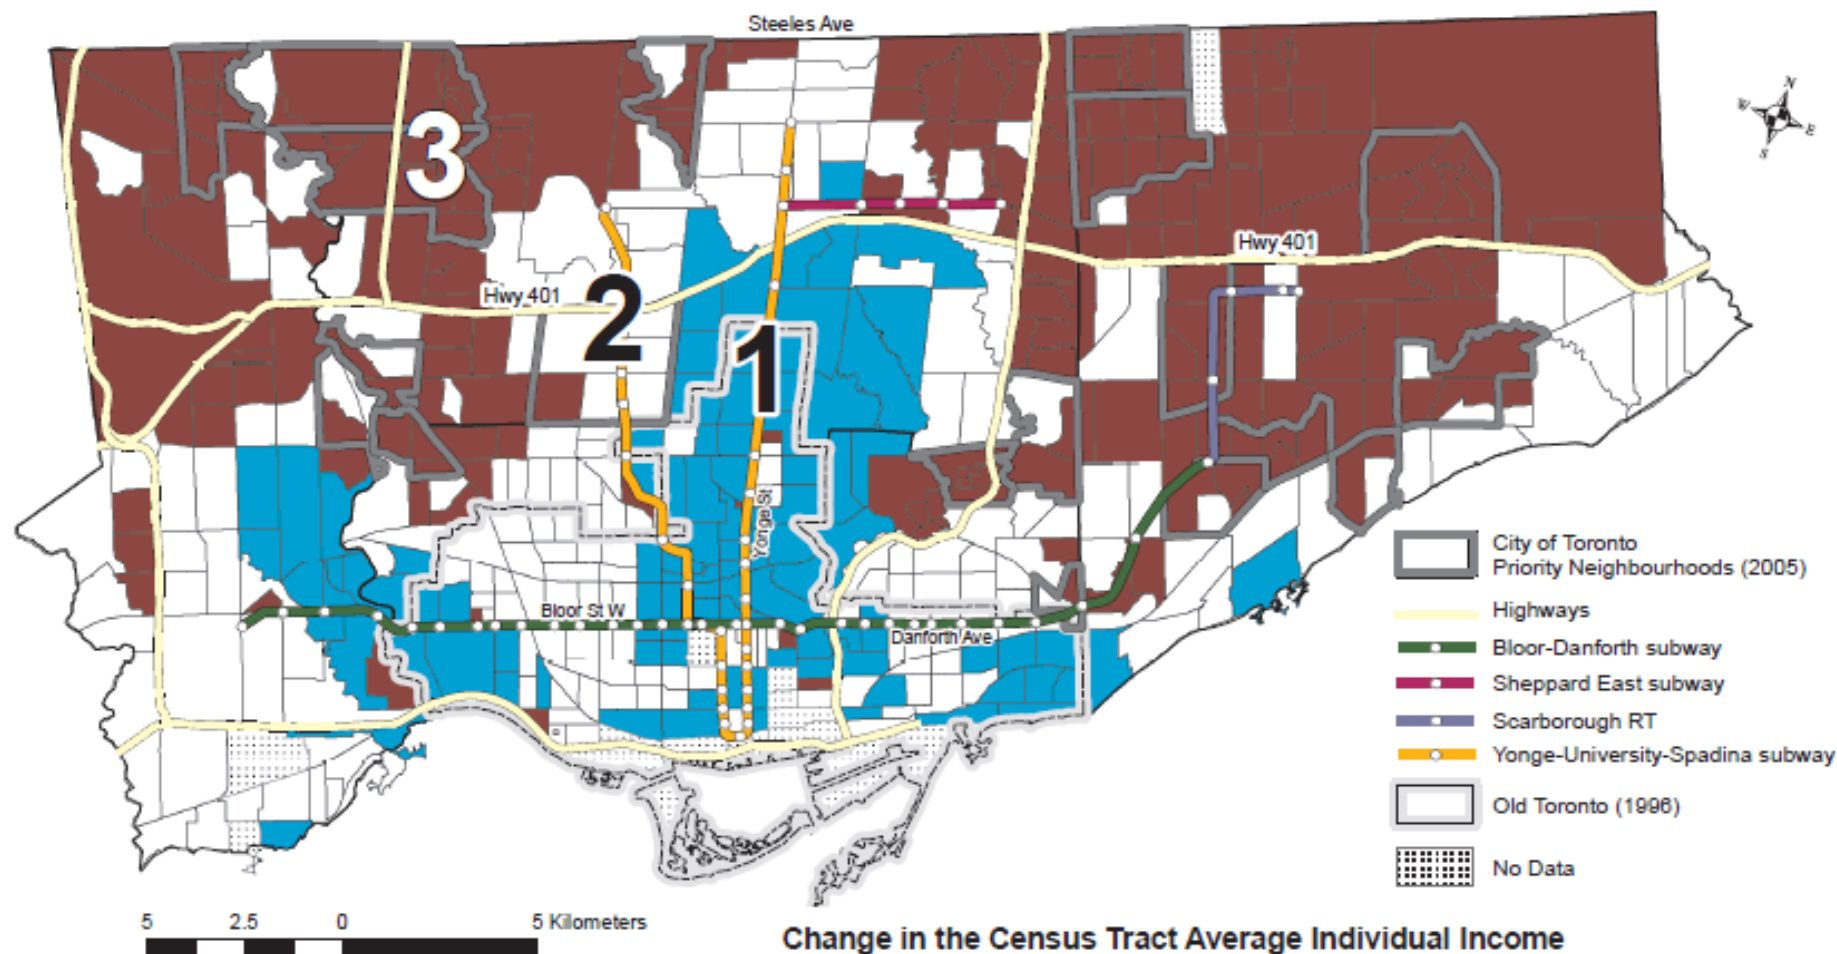 Steeles Ave
N
W
E
S
3
Hwy 401
Hwy 401
2
1
Yonge St
Bloor St W
Danforth Ave
City of Toronto
Priority Neighbourhoods (2005)
Highways
Bloor-Danforth subway
Sheppard East subway
Scarborough RT
Yonge-University-Spadina subway
Old Toronto (1996)
No Data
5 2.5 0 5 Kilometers
Change in the Census Tract Average Individual Income